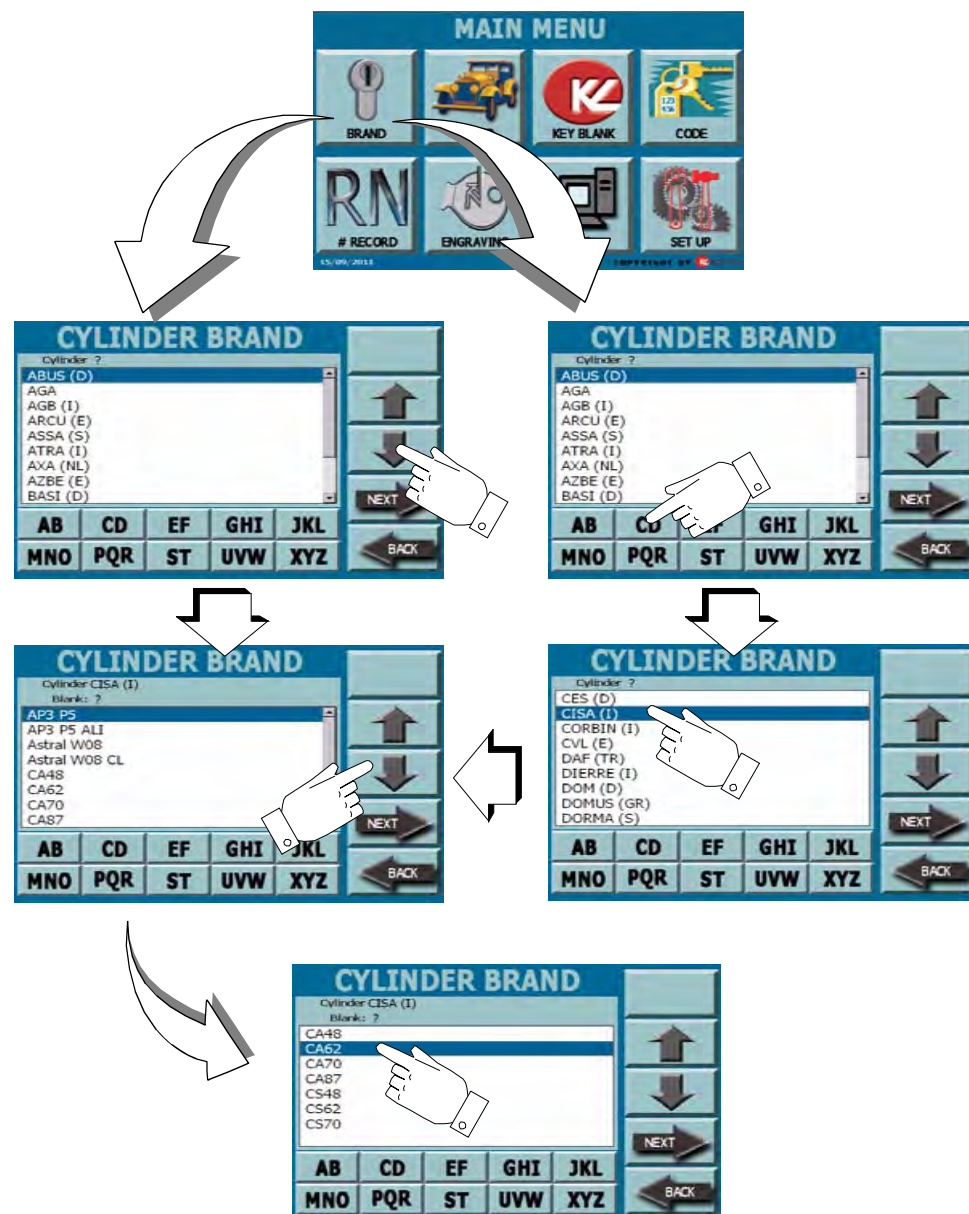 MAIN MENU
BRAND
KEY BLANK
CODE
RN
# RECORD
ENGRAVING
SET UP
15/09/2011
COPYRIGHT BY
CYLINDER BRAND
Cylinder ?
ABUS (D)
AGA
AGB (I)
ARCU (E)
ASSA (S)
ATRA (I)
AXA (NL)
AZBE (E)
BASI (D)
NEXT
BACK
AB CD EF GHI JKL
MNO PQR ST UVW XYZ
CYLINDER BRAND
Cylinder ?
ABUS (D)
AGA
AGB (I)
ARCU (E)
ASSA (S)
ATRA (I)
AXA (NL)
AZBE (E)
BASI (D)
NEXT
BACK
AB CD EF GHI JKL
MNO PQR ST UVW XYZ
CYLINDER BRAND
Cylinder CISA (I)
Blank: ?
AP3 P5
AP3 P5 ALI
Astral W08
Astral W08 CL
CA48
CA62
CA70
CA87
NEXT
BACK
AB CD EF GHI JKL
MNO PQR ST UVW XYZ
CYLINDER BRAND
Cylinder ?
CES (D)
CISA (I)
CORBIN (I)
CVL (E)
DAF (TR)
DIERRE (I)
DOM (D)
DOMUS (GR)
DORMA (S)
NEXT
BACK
AB CD EF GHI JKL
MNO PQR ST UVW XYZ
CYLINDER BRAND
Cylinder CISA (I)
Blank: ?
CA48
CA62
CA70
CA87
CS48
CS62
CS70
NEXT
BACK
AB CD EF GHI JKL
MNO PQR ST UVW XYZ